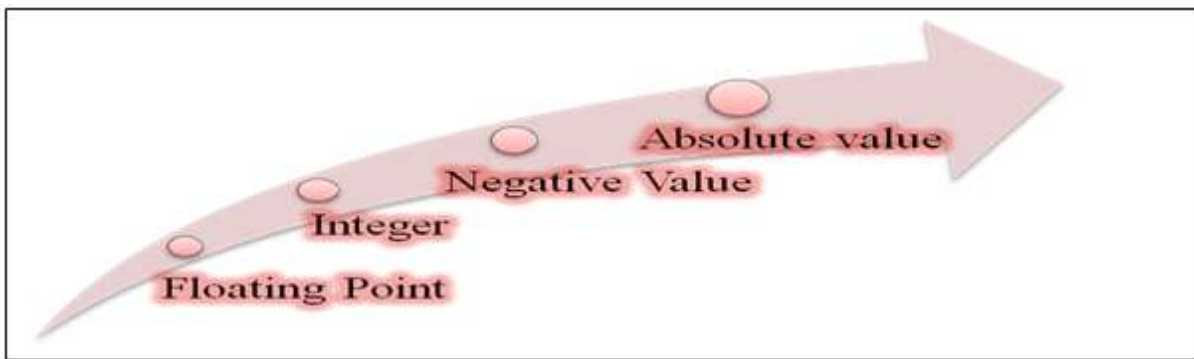 Absolute value
Negative Value
Integer
Floating Point